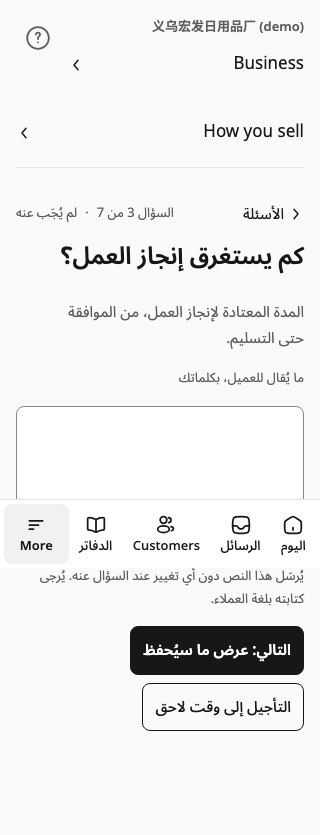 义乌宏发日用品厂 (demo)
Business
How you sell
الأسئلة
السؤال 3 من 7 · لم يُجَب عنه
كم يستغرق إنجاز العمل؟
المدة المعتادة لإنجاز العمل، من الموافقة
حتى التسليم.
ما يُقال للعميل، بكلماتك
اليوم
الرسائل
Customers
الدفاتر
More
يُرسَل هذا النص دون أي تغيير عند السؤال عنه. يُرجى
كتابته بلغة العملاء.
التالي: عرض ما سيُحفظ
التأجيل إلى وقت لاحق